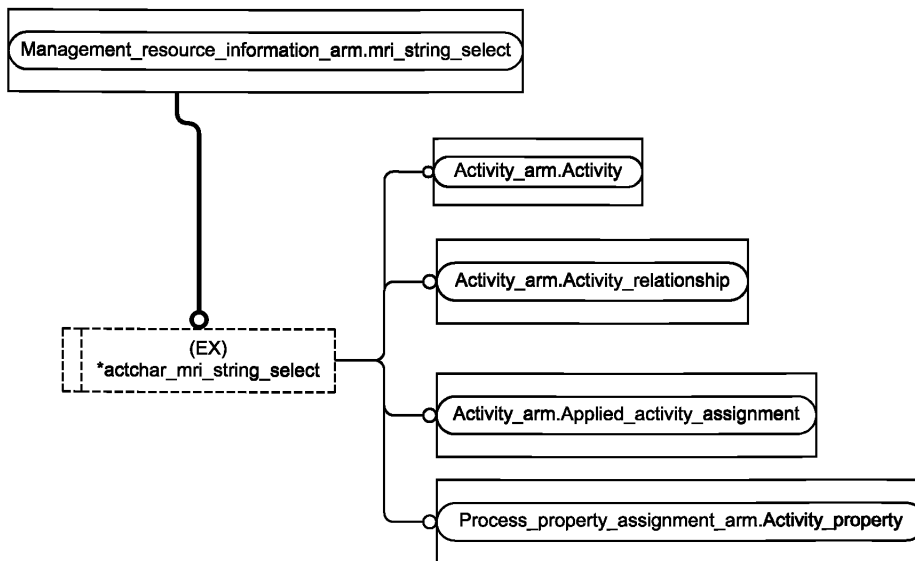 Management_resource_information_arm.mri_string_select
Activity_arm.Activity
Activity_arm.Activity_relationship
(EX)
*actchar_mri_string_select
Activity_arm.Applied_activity_assignment
Process_property_assignment_arm.Activity_property